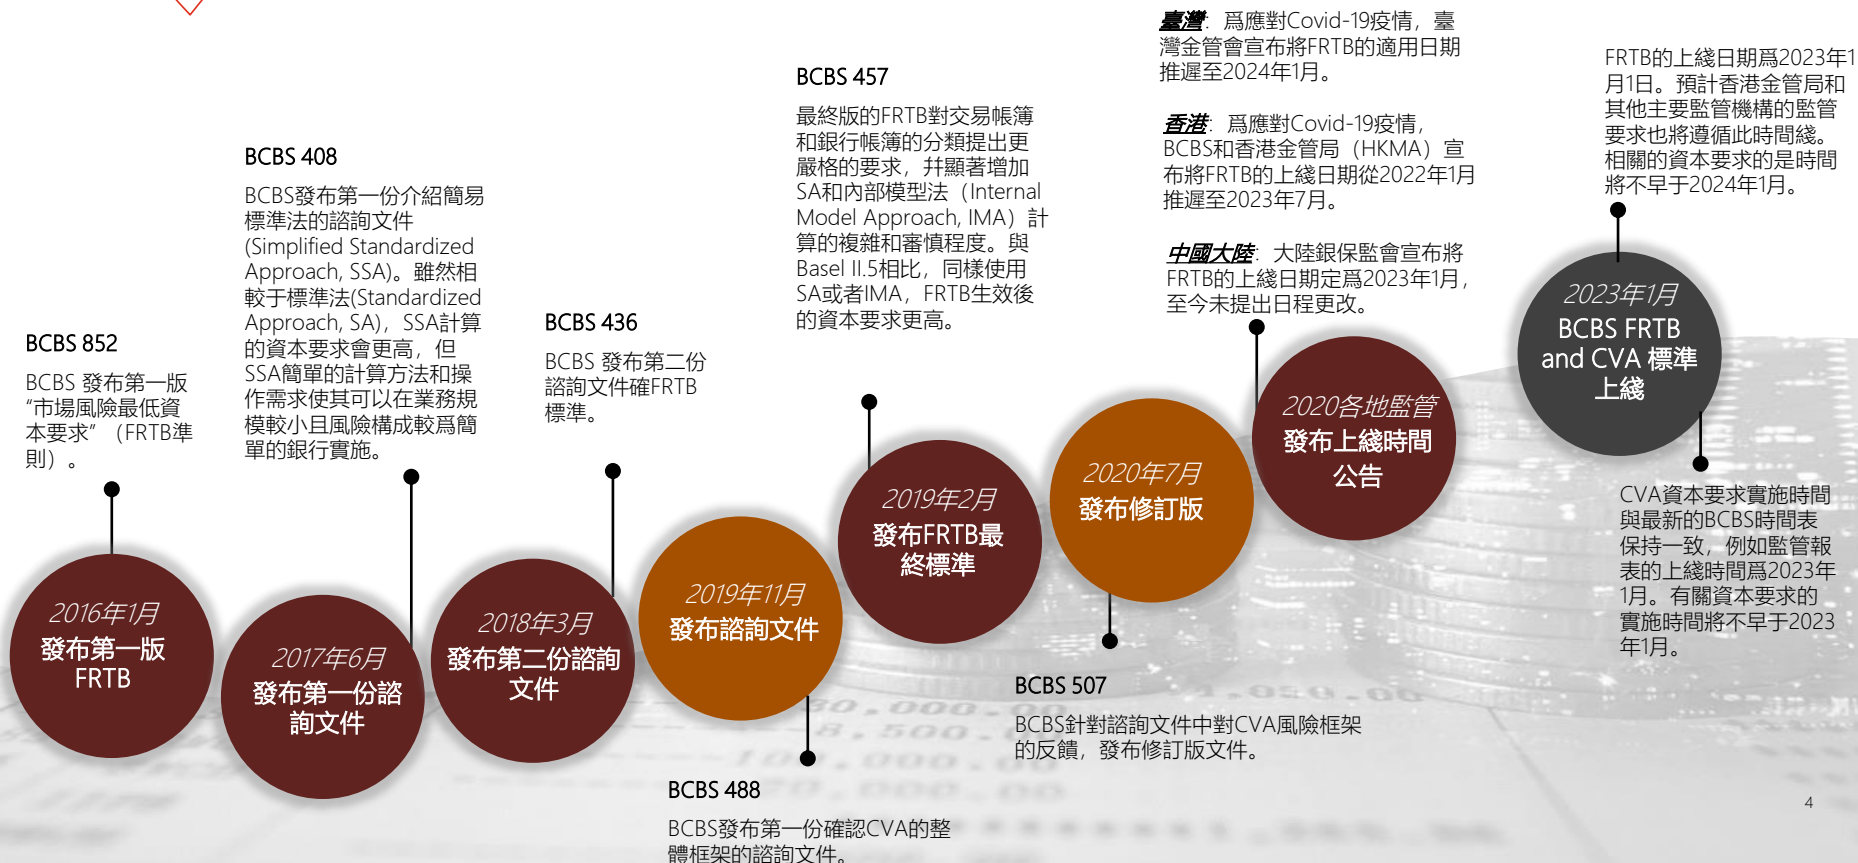 BCBS 852
BCBS 發布第一版
“市場風險最低資
本要求” （FRTB準
則）。
2016年1月
發布第一版
FRTB
BCBS 408
BCBS發布第一份介紹簡易
標準法的諮詢文件
(Simplified Standardized
Approach, SSA)。雖然相
較于標準法(Standardized
Approach, SA)，SSA計算
的資本要求會更高，但
SSA簡單的計算方法和操
作需求使其可以在業務規
模較小且風險構成較爲簡
單的銀行實施。
2017年6月
發布第一份諮
詢文件
BCBS 436
BCBS 發布第二份
諮詢文件確FRTB
標準。
2018年3月
發布第二份諮詢
文件
2019年11月
發布諮詢文件
BCBS 488
BCBS發布第一份確認CVA的整
體框架的諮詢文件。
BCBS 457
最終版的FRTB對交易帳簿
和銀行帳簿的分類提出更
嚴格的要求，幷顯著增加
SA和內部模型法（Internal
Model Approach, IMA）計
算的複雜和審慎程度。與
Basel II.5相比，同樣使用
SA或者IMA，FRTB生效後
的資本要求更高。
2019年2月
發布FRTB最
終標準
2020年7月
發布修訂版
BCBS 507
BCBS針對諮詢文件中對CVA風險框架
的反饋，發布修訂版文件。
臺灣：爲應對Covid-19疫情，臺
灣金管會宣布將FRTB的適用日期
推遲至2024年1月。
香港：爲應對Covid-19疫情，
BCBS和香港金管局（HKMA）宣
布將FRTB的上綫日期從2022年1月
推遲至2023年7月。
中國大陸：大陸銀保監會宣布將
FRTB的上綫日期定爲2023年1月，
至今未提出日程更改。
2020各地監管
發布上綫時間
公告
FRTB的上綫日期爲2023年1
月1日。預計香港金管局和
其他主要監管機構的監管
要求也將遵循此時間綫。
相關的資本要求的是時間
將不早于2024年1月。
2023年1月
BCBS FRTB
and CVA 標準
上綫
CVA資本要求實施時間
與最新的BCBS時間表
保持一致，例如監管報
表的上綫時間爲2023年
1月。有關資本要求的
實施時間將不早于2023
年1月。
4